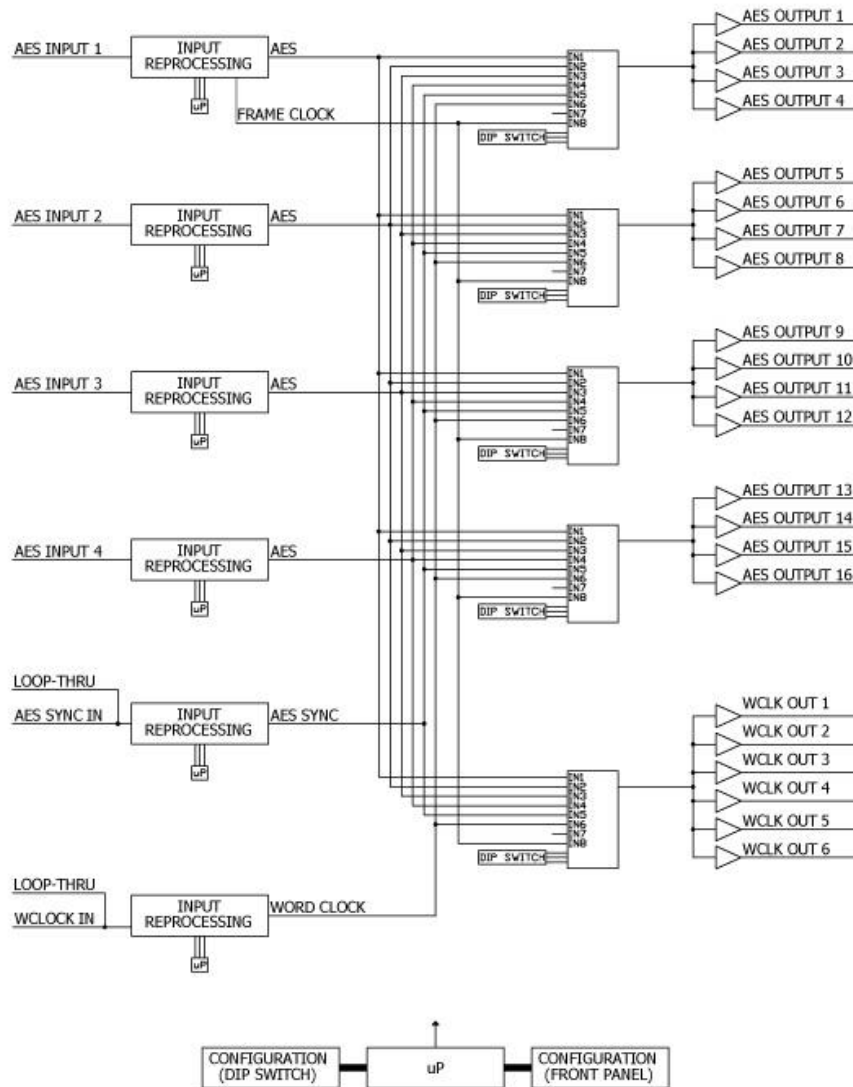 AES INPUT 1
INPUT
REPROCESSING
AES
uP
FRAME CLOCK
IN1
IN2
IN3
IN4
IN5
IN6
IN7
IN8
DIP SWITCH
AES OUTPUT 1
AES OUTPUT 2
AES OUTPUT 3
AES OUTPUT 4
AES INPUT 2
INPUT
REPROCESSING
AES
uP
IN1
IN2
IN3
IN4
IN5
IN6
IN7
IN8
DIP SWITCH
AES OUTPUT 5
AES OUTPUT 6
AES OUTPUT 7
AES OUTPUT 8
AES INPUT 3
INPUT
REPROCESSING
AES
uP
IN1
IN2
IN3
IN4
IN5
IN6
IN7
IN8
DIP SWITCH
AES OUTPUT 9
AES OUTPUT 10
AES OUTPUT 11
AES OUTPUT 12
AES INPUT 4
INPUT
REPROCESSING
AES
uP
IN1
IN2
IN3
IN4
IN5
IN6
IN7
IN8
DIP SWITCH
AES OUTPUT 13
AES OUTPUT 14
AES OUTPUT 15
AES OUTPUT 16
LOOP-THRU
AES SYNC IN
INPUT
REPROCESSING
AES SYNC
uP
IN1
IN2
IN3
IN4
IN5
IN6
IN7
IN8
DIP SWITCH
WCLK OUT 1
WCLK OUT 2
WCLK OUT 3
WCLK OUT 4
WCLK OUT 5
WCLK OUT 6
LOOP-THRU
WCLOCK IN
INPUT
REPROCESSING
WORD CLOCK
uP
CONFIGURATION
(DIP SWITCH)
uP
CONFIGURATION
(FRONT PANEL)